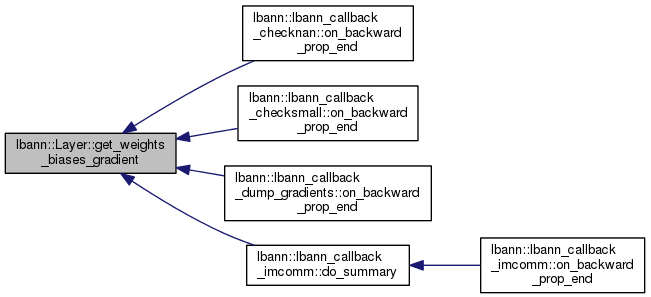 lbann::lbann_callback
_checknan::on_backward
_prop_end
lbann::lbann_callback
_checksmall::on_backward
_prop_end
lbann::Layer::get_weights
_biases_gradient
lbann::lbann_callback
_dump_gradients::on_backward
_prop_end
lbann::lbann_callback
_imcomm::do_summary
lbann::lbann_callback
_imcomm::on_backward
_prop_end